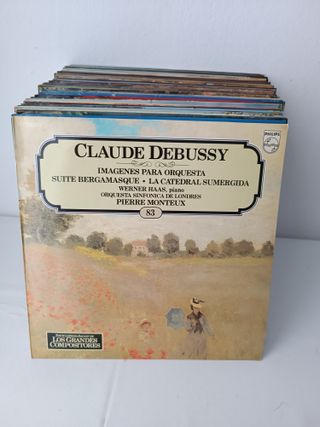 CLAUDE DEBUSSY
PHILIPS
IMAGENES PARA ORQUESTA
SUITE BERGAMASQUE · LA CATEDRAL SUMERGIDA
WERNER HAAS, piano
ORQUESTA SINFONICA DE LONDRES
PIERRE MONTEUX
83
LOS GRANDES
COMPOSITORES